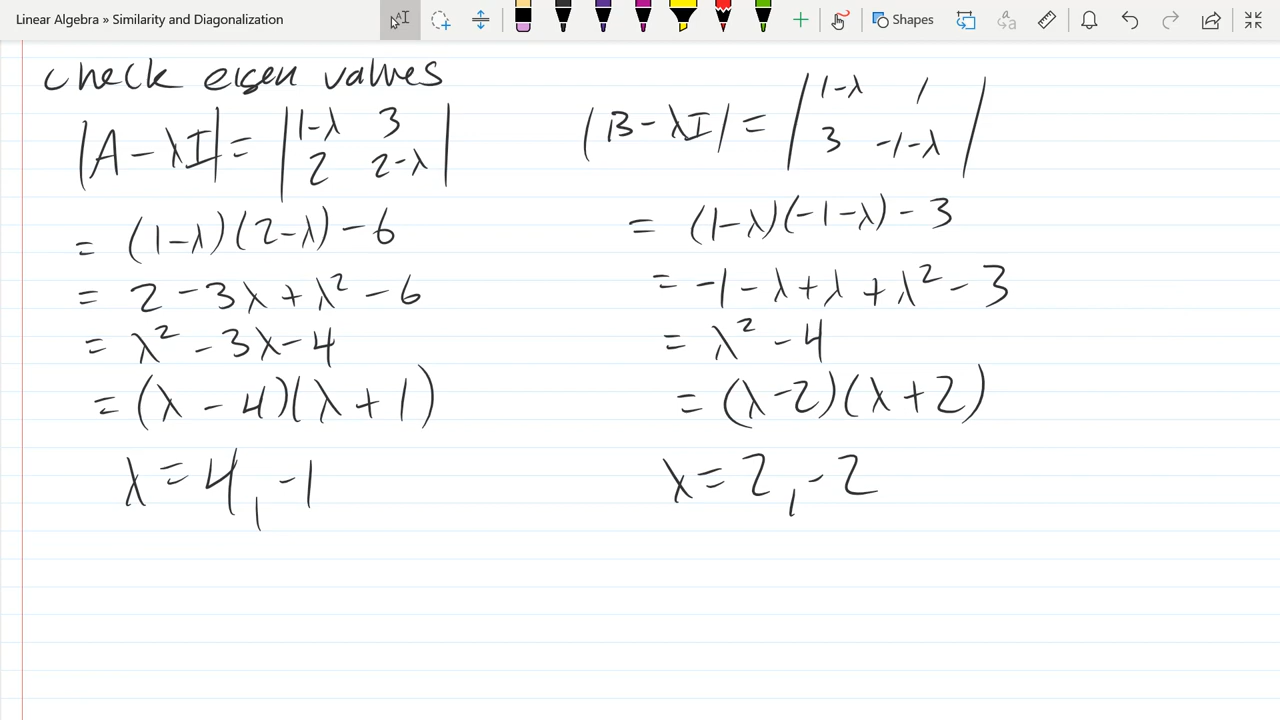 Linear Algebra » Similarity and Diagonalization
Shapes
check eigen values
|A - λI| = |1-λ 3|
|2 2-λ|
= (1-λ)(2-λ) - 6
= 2 - 3λ + λ² - 6
= λ² - 3λ - 4
= (λ - 4)(λ + 1)
λ = 4, -1
|B - λI| = |1-λ 1|
|3 -1-λ|
= (1-λ)(-1-λ) - 3
= -1 - λ + λ + λ² - 3
= λ² - 4
= (λ-2)(λ+2)
λ = 2, -2